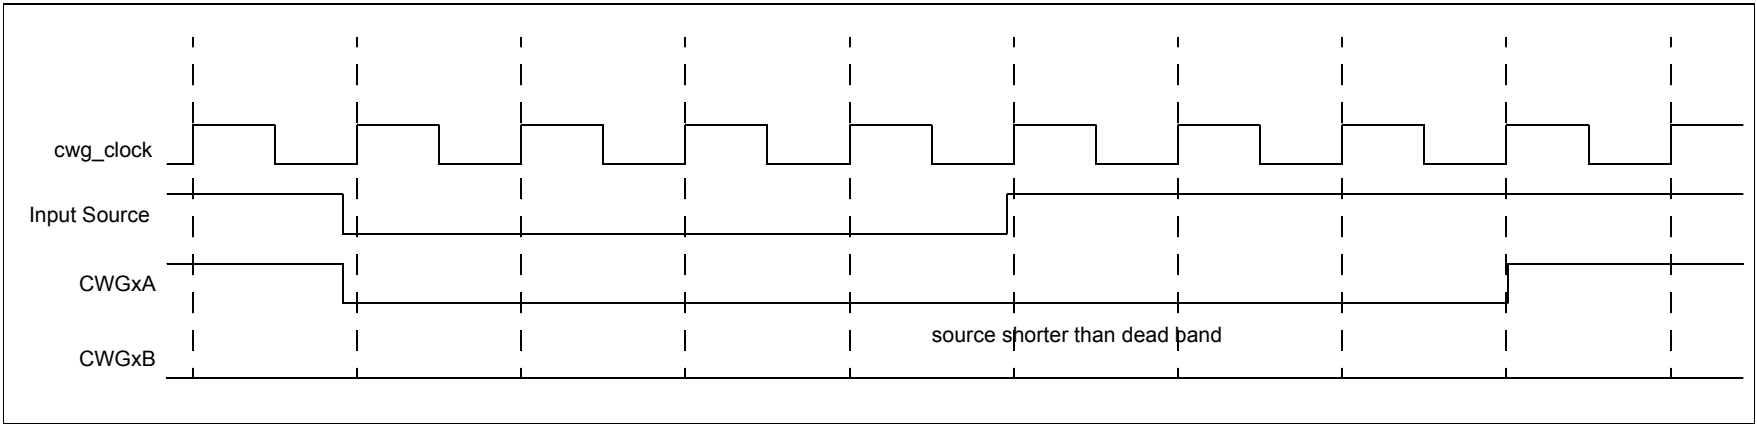 cwg_clock
Input Source
CWGxA
source shorter than dead band
CWGxB